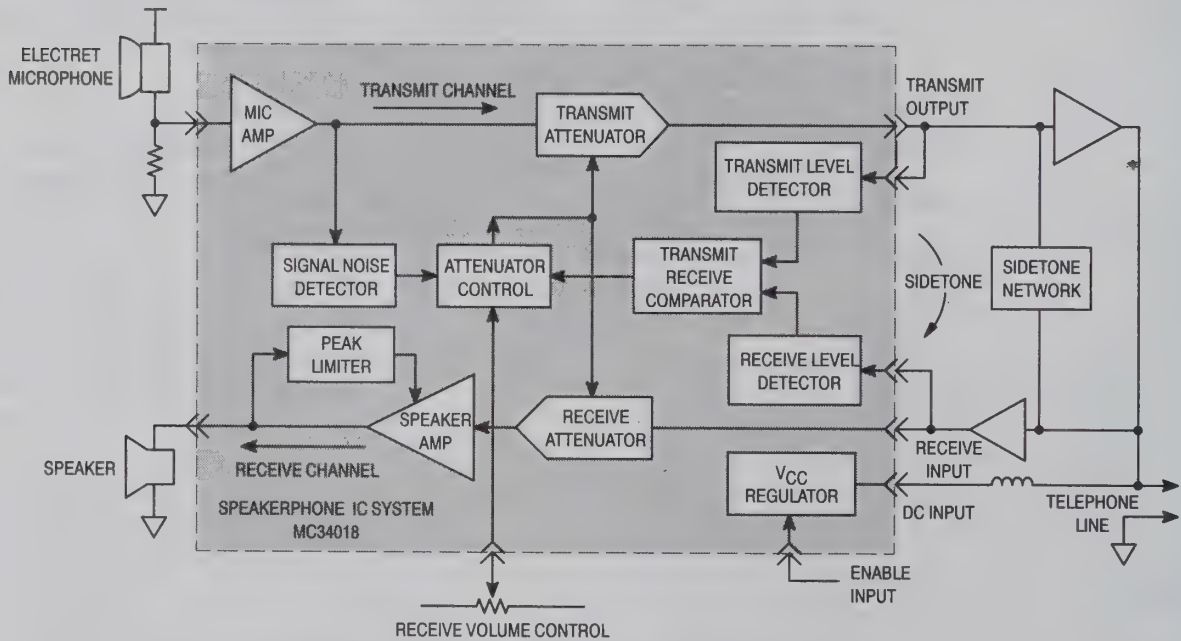 ELECTRET
MICROPHONE
MIC
AMP
TRANSMIT CHANNEL
TRANSMIT
ATTENUATOR
TRANSMIT
OUTPUT
TRANSMIT LEVEL
DETECTOR
SIGNAL NOISE
DETECTOR
ATTENUATOR
CONTROL
TRANSMIT
RECEIVE
COMPARATOR
SIDETONE
SIDETONE
NETWORK
PEAK
LIMITER
RECEIVE LEVEL
DETECTOR
SPEAKER
SPEAKER
AMP
RECEIVE
ATTENUATOR
RECEIVE
INPUT
RECEIVE CHANNEL
SPEAKERPHONE IC SYSTEM
MC34018
VCC
REGULATOR
DC INPUT
TELEPHONE
LINE
ENABLE
INPUT
RECEIVE VOLUME CONTROL